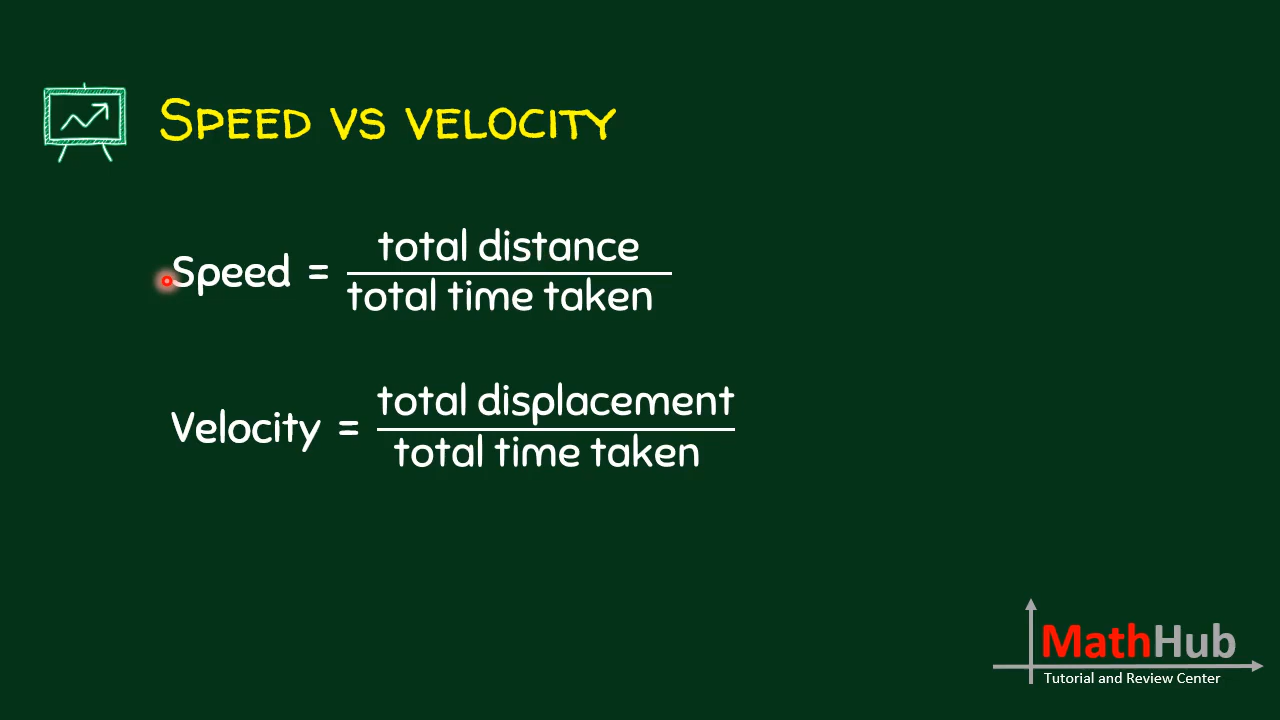 Speed vs velocity
Speed = total distance
total time taken
Velocity = total displacement
total time taken
MathHub
Tutorial and Review Center